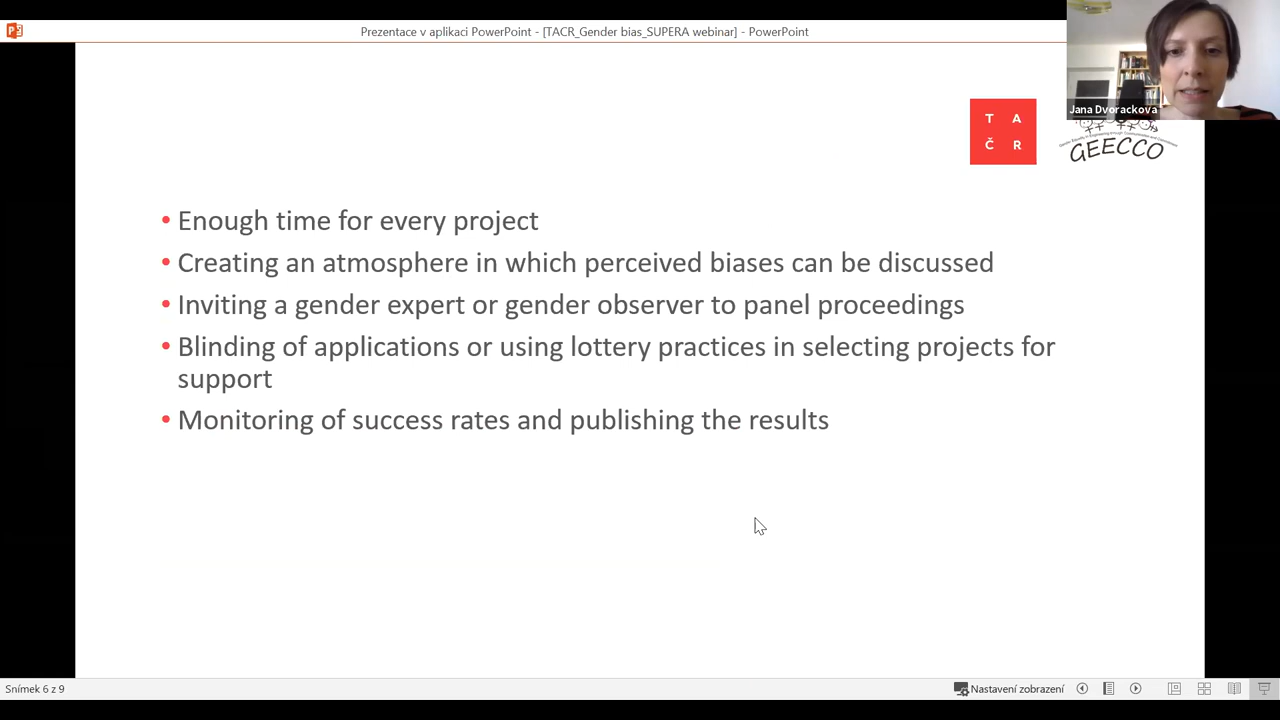 Prezentace v aplikaci PowerPoint - [TACR_Gender bias_SUPERA webinar] - PowerPoint
Jana Dvorackova
T A
Č R
GEECCO
• Enough time for every project
• Creating an atmosphere in which perceived biases can be discussed
• Inviting a gender expert or gender observer to panel proceedings
• Blinding of applications or using lottery practices in selecting projects for
support
• Monitoring of success rates and publishing the results
Snímek 6 z 9
Nastavení zobrazení